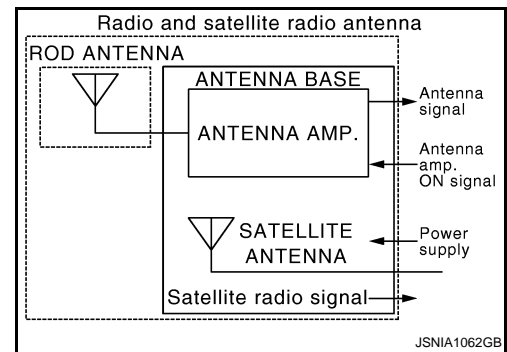 Radio and satellite radio antenna
ROD ANTENNA
ANTENNA BASE
ANTENNA AMP.
Antenna
signal
Antenna
amp.
ON signal
SATELLITE
ANTENNA
Power
supply
Satellite radio signal
JSNIA1062GB